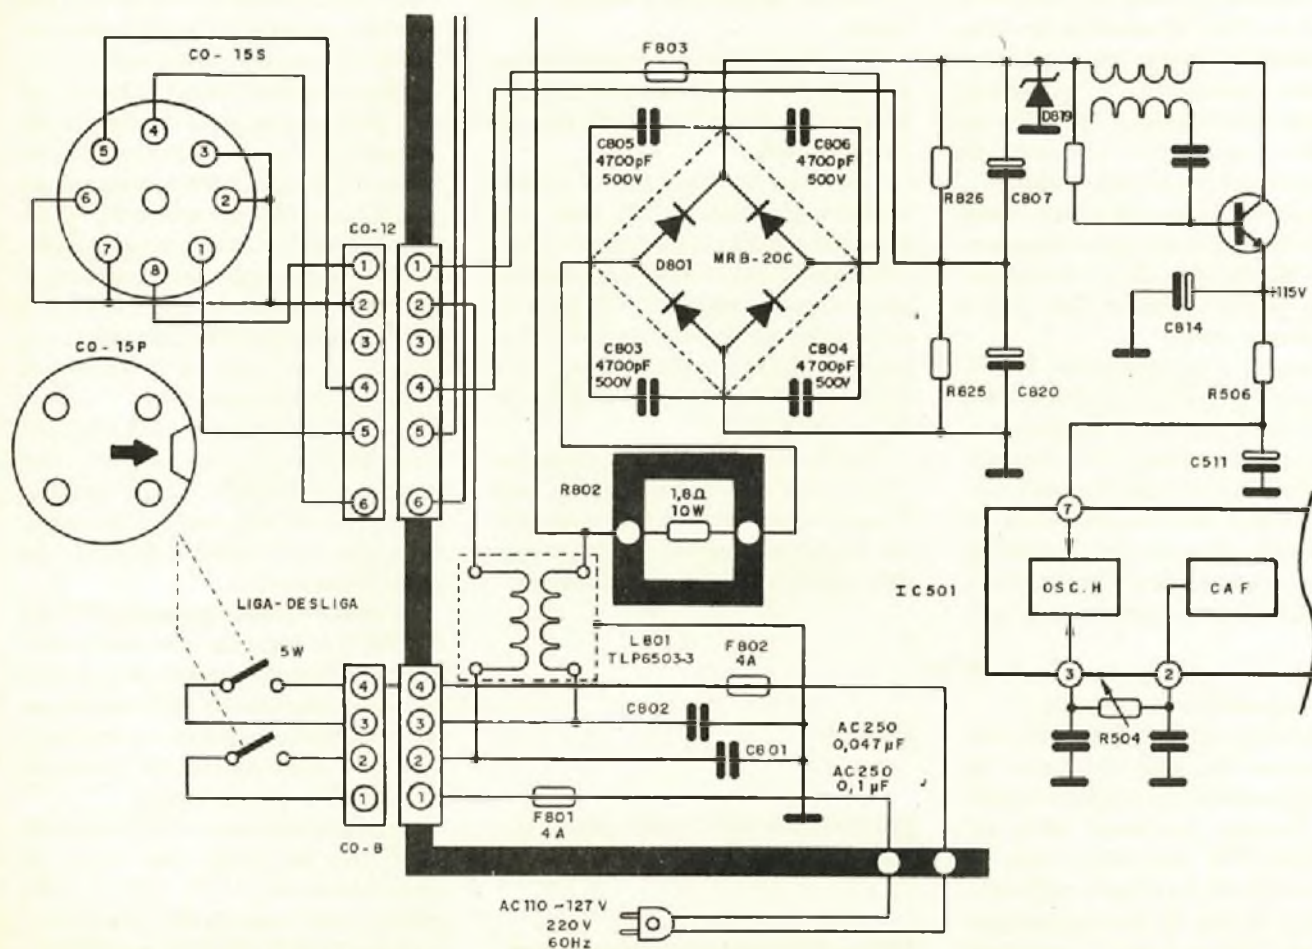 CO-15S
4
5
3
6
2
7
1
8
CO-12
1
2
3
4
5
6
1
2
3
4
5
6
CO-15P
LIGA-DESLIGA
5W
4
3
2
1
4
3
2
1
CO-8
F803
C805
4700pF
500V
C806
4700pF
500V
D801
MRB-20C
C803
4700pF
500V
C804
4700pF
500V
R826
C807
D819
R625
C820
C814
+115V
R506
C511
R802
1,8Ω
10W
L801
TLP6503-3
F802
4A
C802
C801
AC250
0,047µF
AC250
0,1µF
F801
4A
IC501
7
OSC.H
CAF
3
2
R504
AC110~127V
220V
60Hz